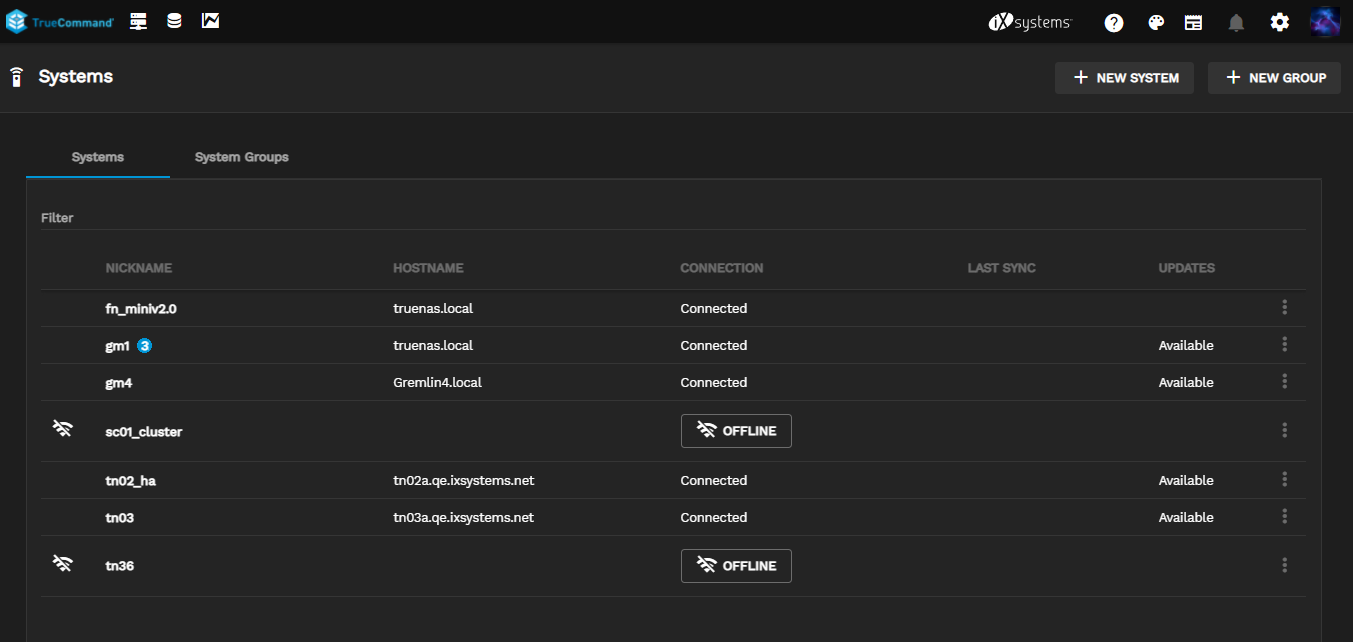 TrueCommand iXsystems
Systems
NEW SYSTEM NEW GROUP
Systems System Groups
Filter
NICKNAME HOSTNAME CONNECTION LAST SYNC UPDATES
fn_miniv2.0 truenas.local Connected
gm1 3 truenas.local Connected Available
gm4 Gremlin4.local Connected Available
sc01_cluster OFFLINE
tn02_ha tn02a.qe.ixsystems.net Connected Available
tn03 tn03a.qe.ixsystems.net Connected Available
tn36 OFFLINE